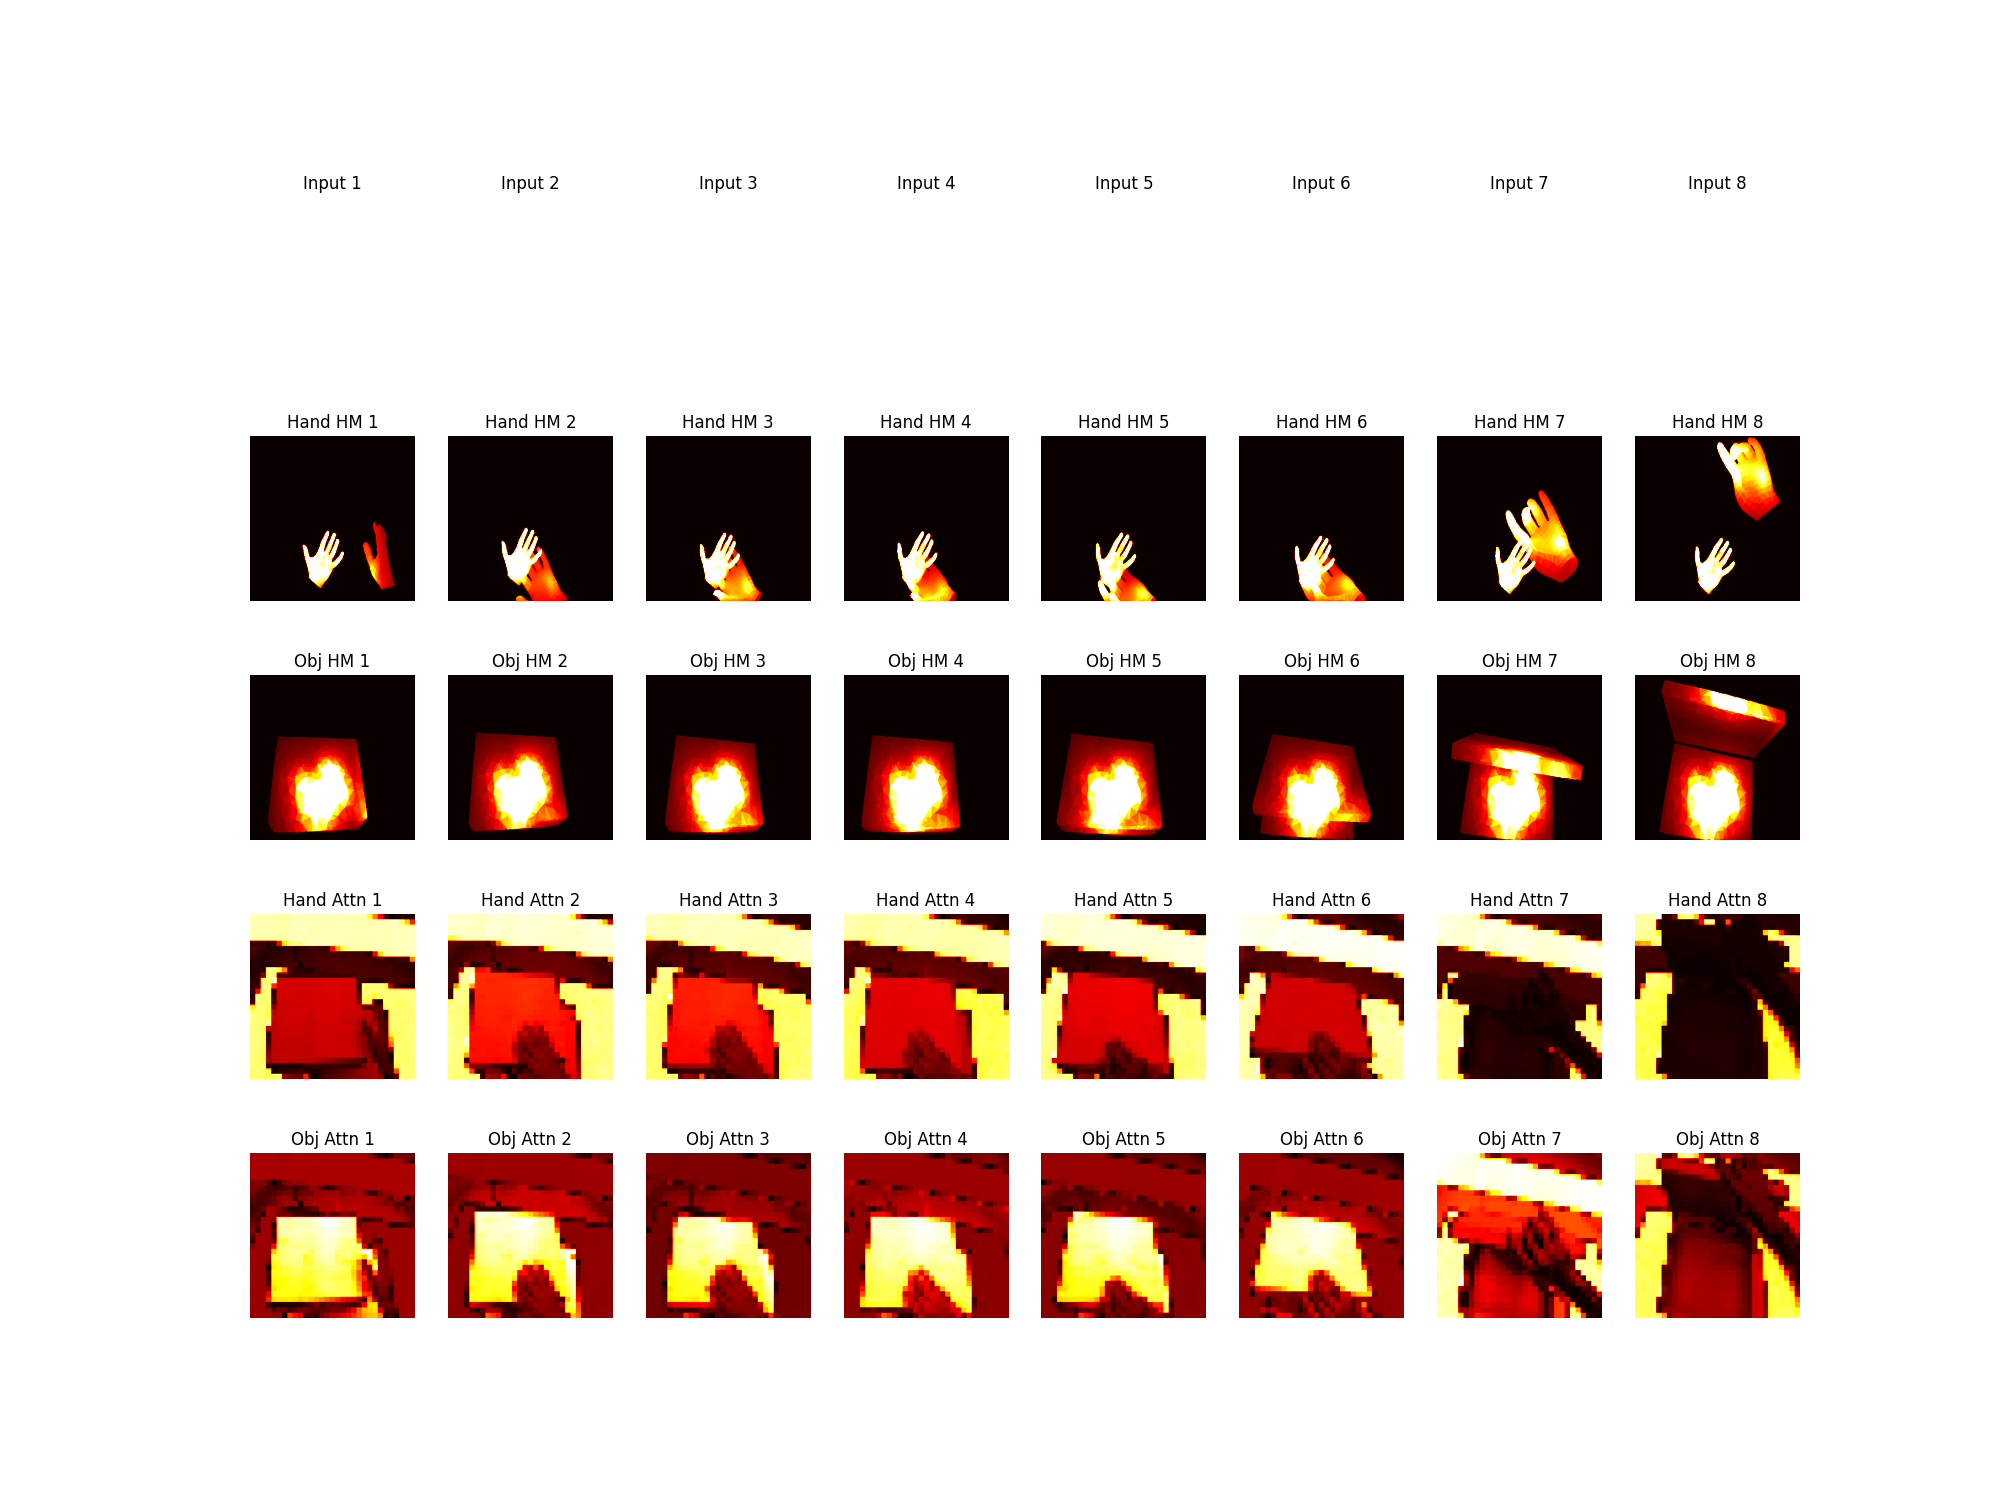 Input 1 Input 2 Input 3 Input 4 Input 5 Input 6 Input 7 Input 8
Hand HM 1 Hand HM 2 Hand HM 3 Hand HM 4 Hand HM 5 Hand HM 6 Hand HM 7 Hand HM 8
Obj HM 1 Obj HM 2 Obj HM 3 Obj HM 4 Obj HM 5 Obj HM 6 Obj HM 7 Obj HM 8
Hand Attn 1 Hand Attn 2 Hand Attn 3 Hand Attn 4 Hand Attn 5 Hand Attn 6 Hand Attn 7 Hand Attn 8
Obj Attn 1 Obj Attn 2 Obj Attn 3 Obj Attn 4 Obj Attn 5 Obj Attn 6 Obj Attn 7 Obj Attn 8